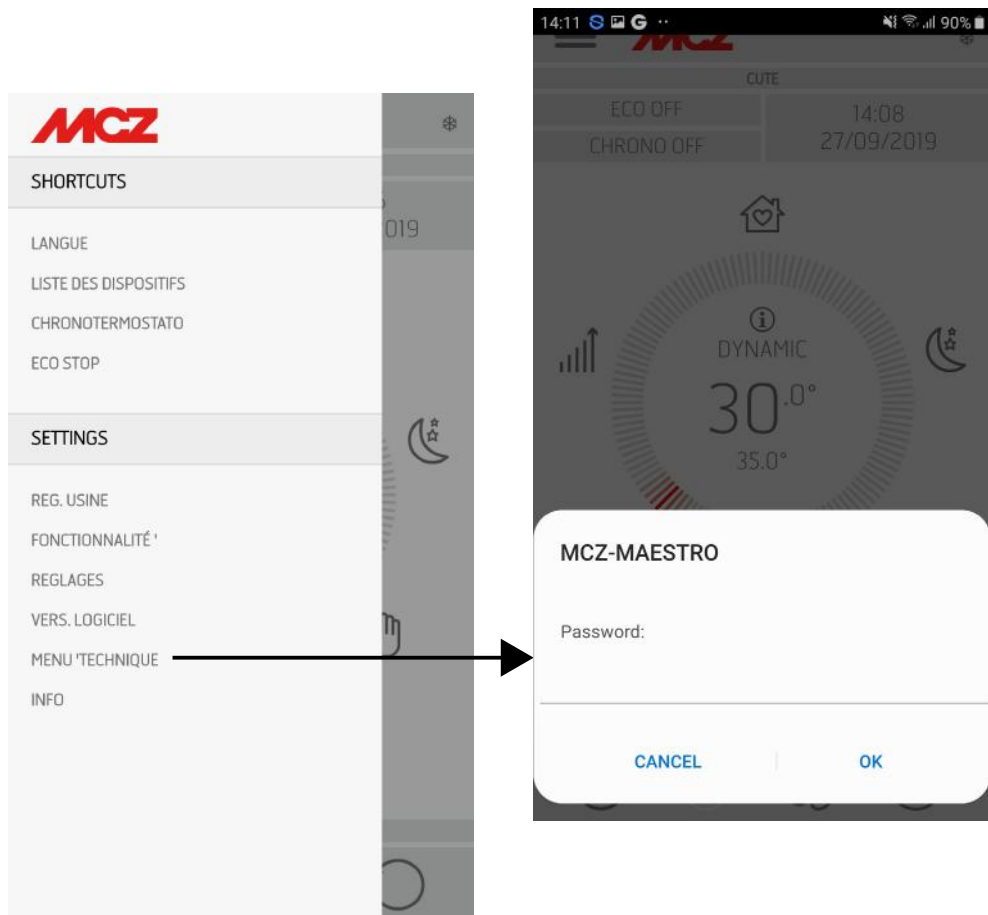 MCZ
SHORTCUTS
LANGUE
LISTE DES DISPOSITIFS
CHRONOTERMOSTATO
ECO STOP
SETTINGS
REG. USINE
FONCTIONNALITÉ '
REGLAGES
VERS. LOGICIEL
MENU 'TECHNIQUE
INFO
019
14:11 90%
MCZ
CUTE
ECO OFF
CHRONO OFF
14:08
27/09/2019
DYNAMIC
30.0°
35.0°
MCZ-MAESTRO
Password:
CANCEL OK